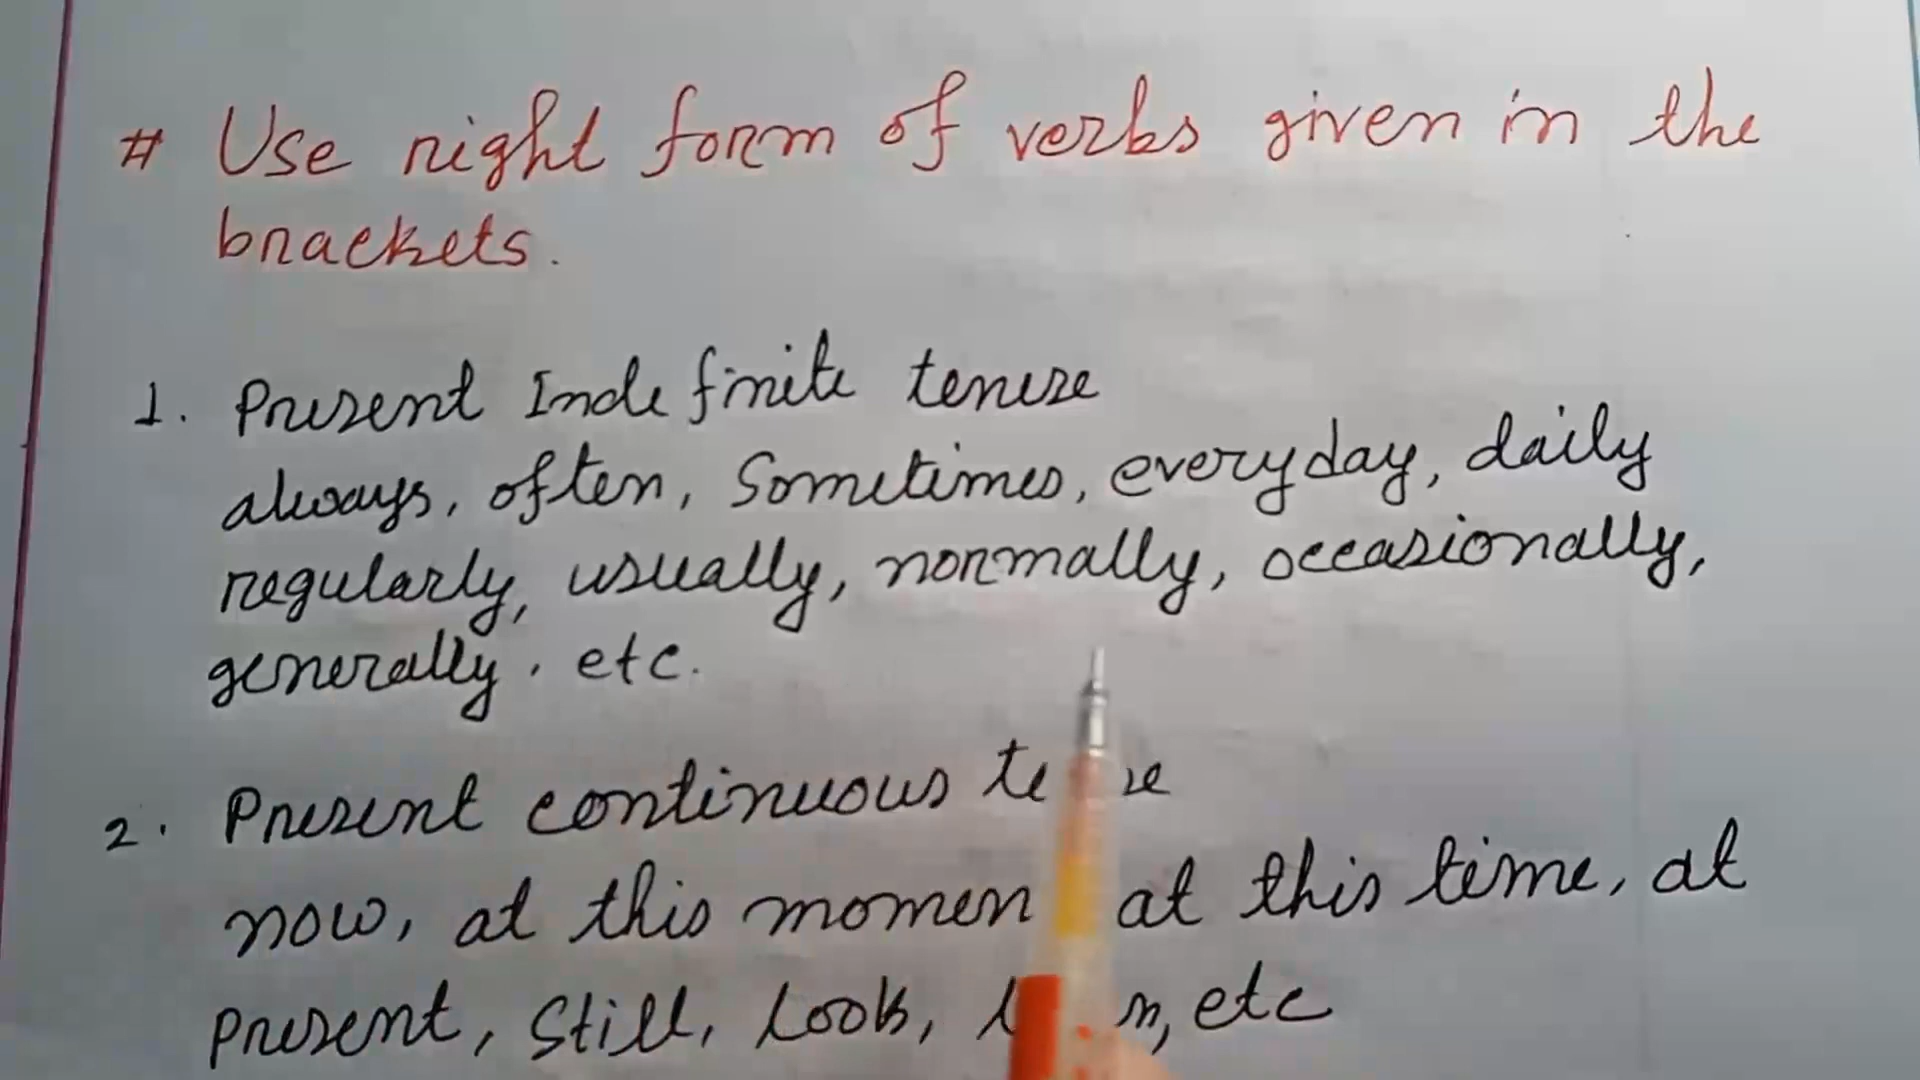 # Use right form of verbs given in the
brackets.
1. Present Indefinite tense
always, often, Sometimes, everyday, daily
regularly, usually, normally, occasionally,
generally. etc.
2. Present continuous
now, at this at this time, at
present, Still, Look, etc